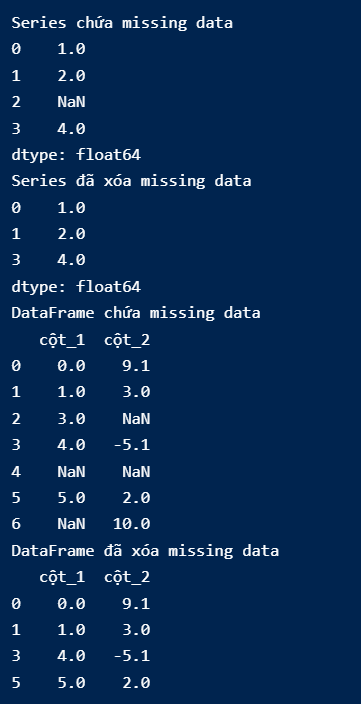 Series chứa missing data
0    1.0
1    2.0
2    NaN
3    4.0
dtype: float64
Series đã xóa missing data
0    1.0
1    2.0
3    4.0
dtype: float64
DataFrame chứa missing data
   cột_1  cột_2
0    0.0    9.1
1    1.0    3.0
2    3.0    NaN
3    4.0   -5.1
4    NaN    NaN
5    5.0    2.0
6    NaN   10.0
DataFrame đã xóa missing data
   cột_1  cột_2
0    0.0    9.1
1    1.0    3.0
3    4.0   -5.1
5    5.0    2.0